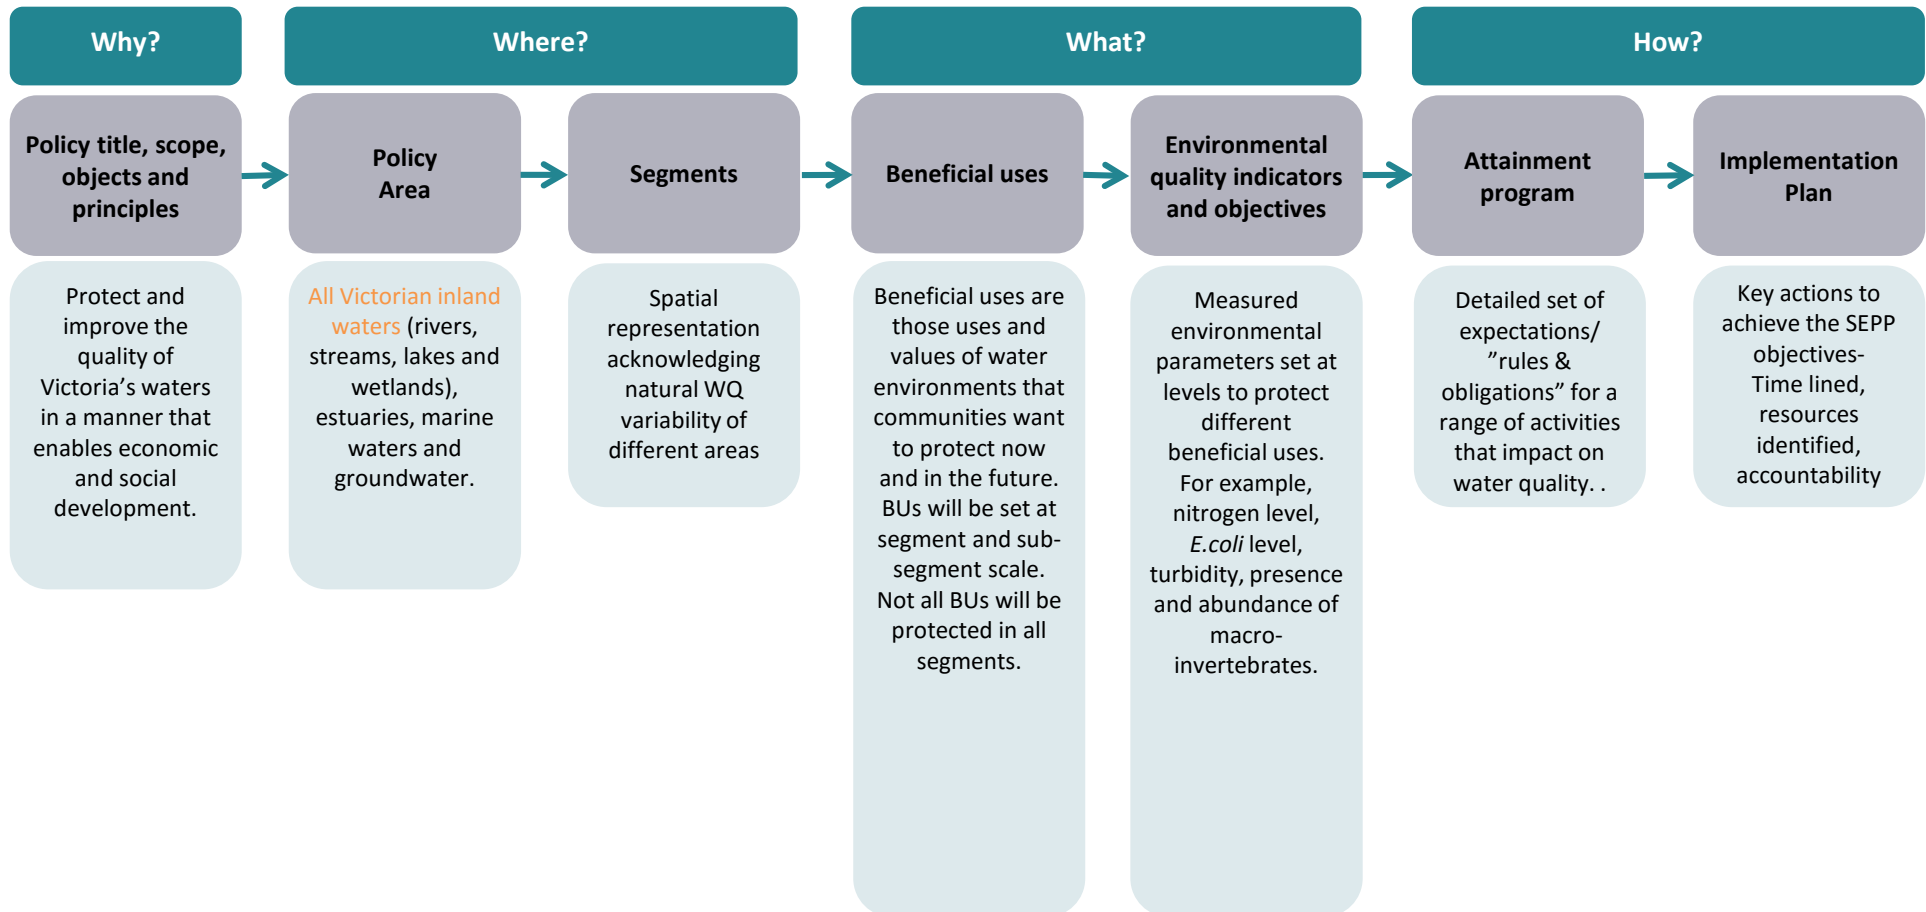 Why?
Where?
What?
How?
Policy title, scope,
objects and
principles
Policy
Area
Segments
Beneficial uses
Environmental
quality indicators
and objectives
Attainment
program
Implementation
Plan
Protect and
improve the
quality of
Victoria’s waters
in a manner that
enables economic
and social
development.
All Victorian inland
waters (rivers,
streams, lakes and
wetlands),
estuaries, marine
waters and
groundwater.
Spatial
representation
acknowledging
natural WQ
variability of
different areas
Beneficial uses are
those uses and
values of water
environments that
communities want
to protect now
and in the future.
BUs will be set at
segment and sub-
segment scale.
Not all BUs will be
protected in all
segments.
Measured
environmental
parameters set at
levels to protect
different
beneficial uses.
For example,
nitrogen level,
E.coli level,
turbidity, presence
and abundance of
macro-
invertebrates.
Detailed set of
expectations/
”rules &
obligations” for a
range of activities
that impact on
water quality. .
Key actions to
achieve the SEPP
objectives-
Time lined,
resources
identified,
accountability